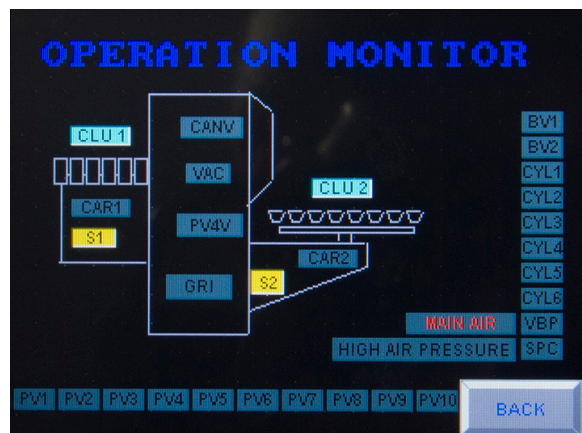 OPERATION MONITOR
CANV
BV1
CLU 1
BV2
VAC
CYL1
CLU 2
CYL2
CAR1
PV4V
CYL3
S1
CYL4
CAR2
CYL5
GRI
S2
CYL6
MAIN AIR
VBP
HIGH AIR PRESSURE
SPC
PV1 PV2 PV3 PV4 PV5 PV6 PV7 PV8 PV9 PV10
BACK